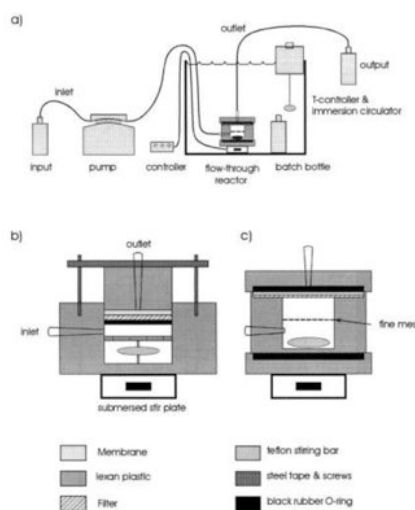 a)
outlet
inlet
output
T-controller &
immersion circulator
input
pump
controller
flow-through
reactor
batch bottle
b)
outlet
c)
inlet
fine mes
submersed stir plate
Membrane
lexan plastic
Filter
teflon stirring bar
steel tape & screws
black rubber O-ring